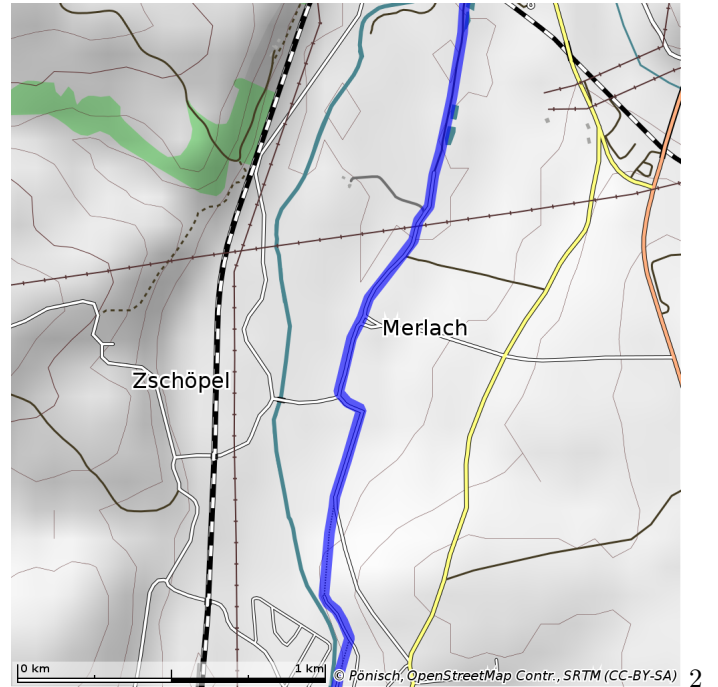 Merlach
Zschöpel
0 km
1 km
© Pönisch, OpenStreetMap Contr., SRTM (CC-BY-SA)
2